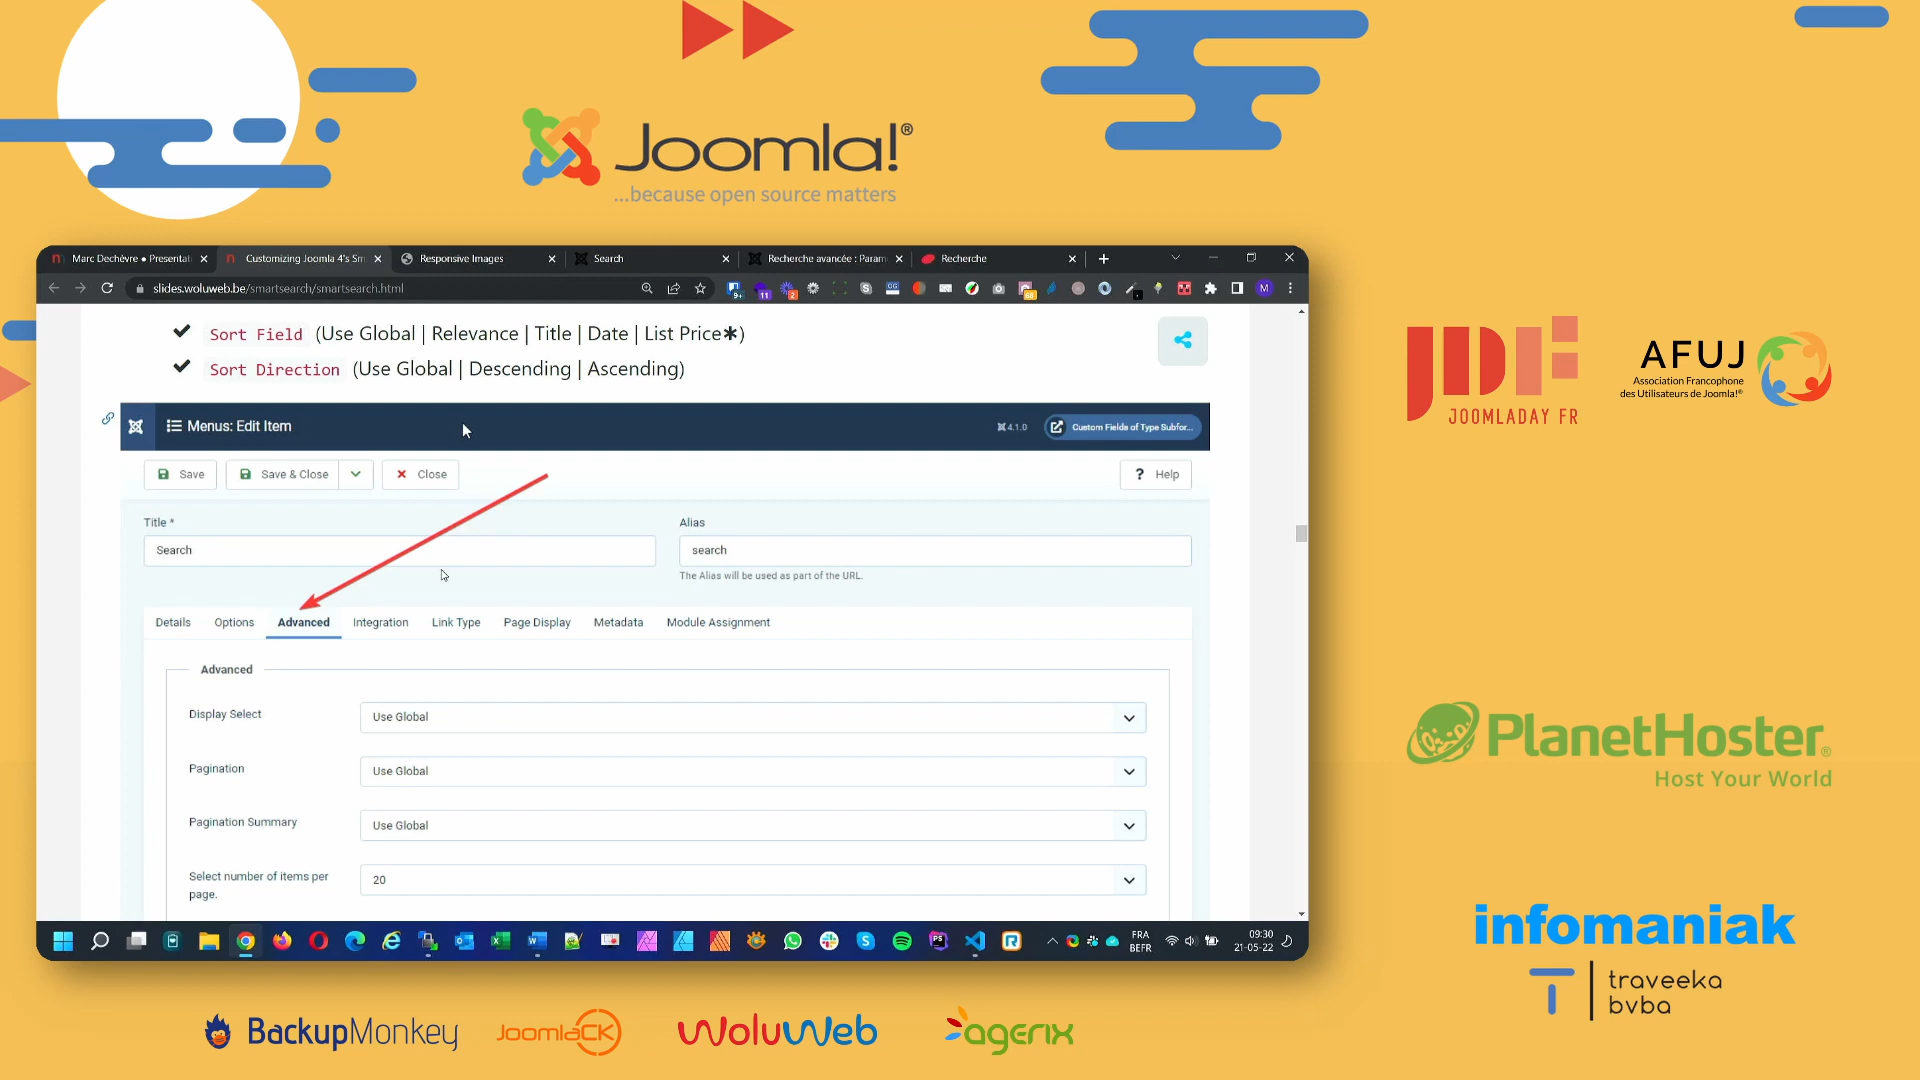 Joomla!®
...because open source matters
Marc Dechêvre ● Presentat
Customizing Joomla 4's Sm
Responsive Images
Search
Recherche avancée : Param
Recherche
slides.woluweb.be/smartsearch/smartsearch.html
Sort Field (Use Global | Relevance | Title | Date | List Price✱)
Sort Direction (Use Global | Descending | Ascending)
Menus: Edit Item
4.1.0
Custom Fields of Type Subfor...
Save
Save & Close
Close
? Help
Title *
Alias
Search
search
The Alias will be used as part of the URL.
Details
Options
Advanced
Integration
Link Type
Page Display
Metadata
Module Assignment
Advanced
Display Select
Use Global
Pagination
Use Global
Pagination Summary
Use Global
Select number of items per
page.
20
FRA
BEFR
09:30
21-05-22
JDF
JOOMLADAY FR
AFUJ
Association Francophone
des Utilisateurs de Joomla!®
PlanetHoster®
Host Your World
infomaniak
traveeka
bvba
BackupMonkey
JoomlaCK
WoluWeb
agerix